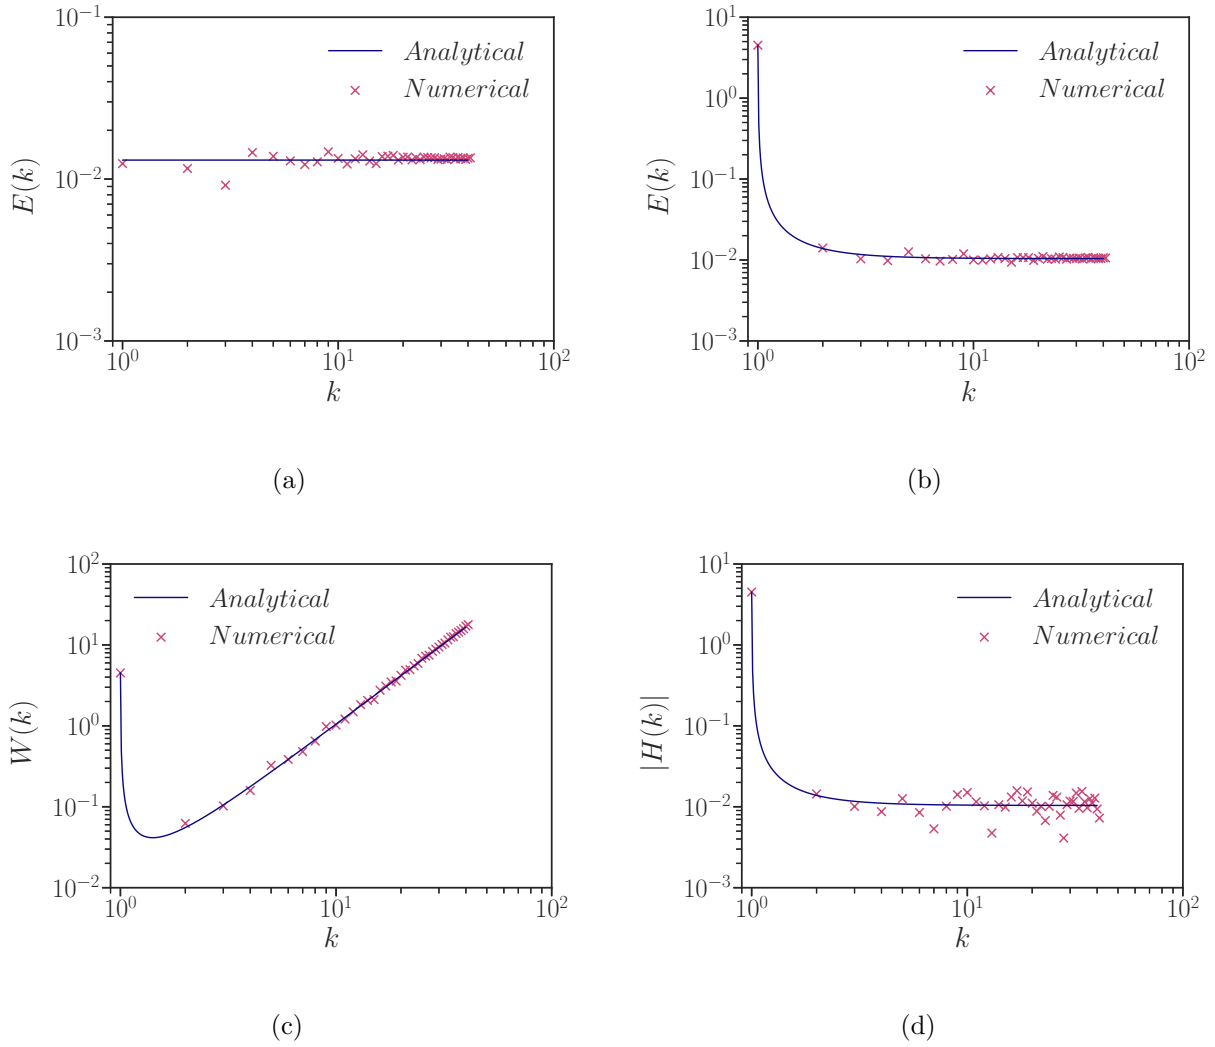 10^{-1}
10^{-2}
10^{-3}
E(k)
Analytical
Numerical
10^0 10^1 10^2
k
(a)
10^1
10^0
10^{-1}
10^{-2}
10^{-3}
E(k)
Analytical
Numerical
10^0 10^1 10^2
k
(b)
10^2
10^1
10^0
10^{-1}
10^{-2}
W(k)
Analytical
Numerical
10^0 10^1 10^2
k
(c)
10^1
10^0
10^{-1}
10^{-2}
10^{-3}
|H(k)|
Analytical
Numerical
10^0 10^1 10^2
k
(d)